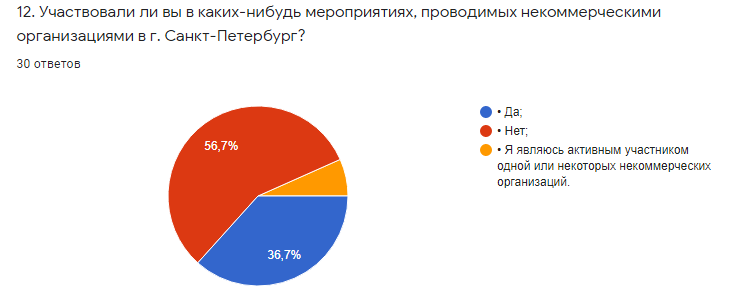 12. Участвовали ли вы в каких-нибудь мероприятиях, проводимых некоммерческими
организациями в г. Санкт-Петербург?
30 ответов
56,7%
36,7%
• Да;
• Нет;
• Я являюсь активным участником
одной или некоторых некоммерческих
организаций.